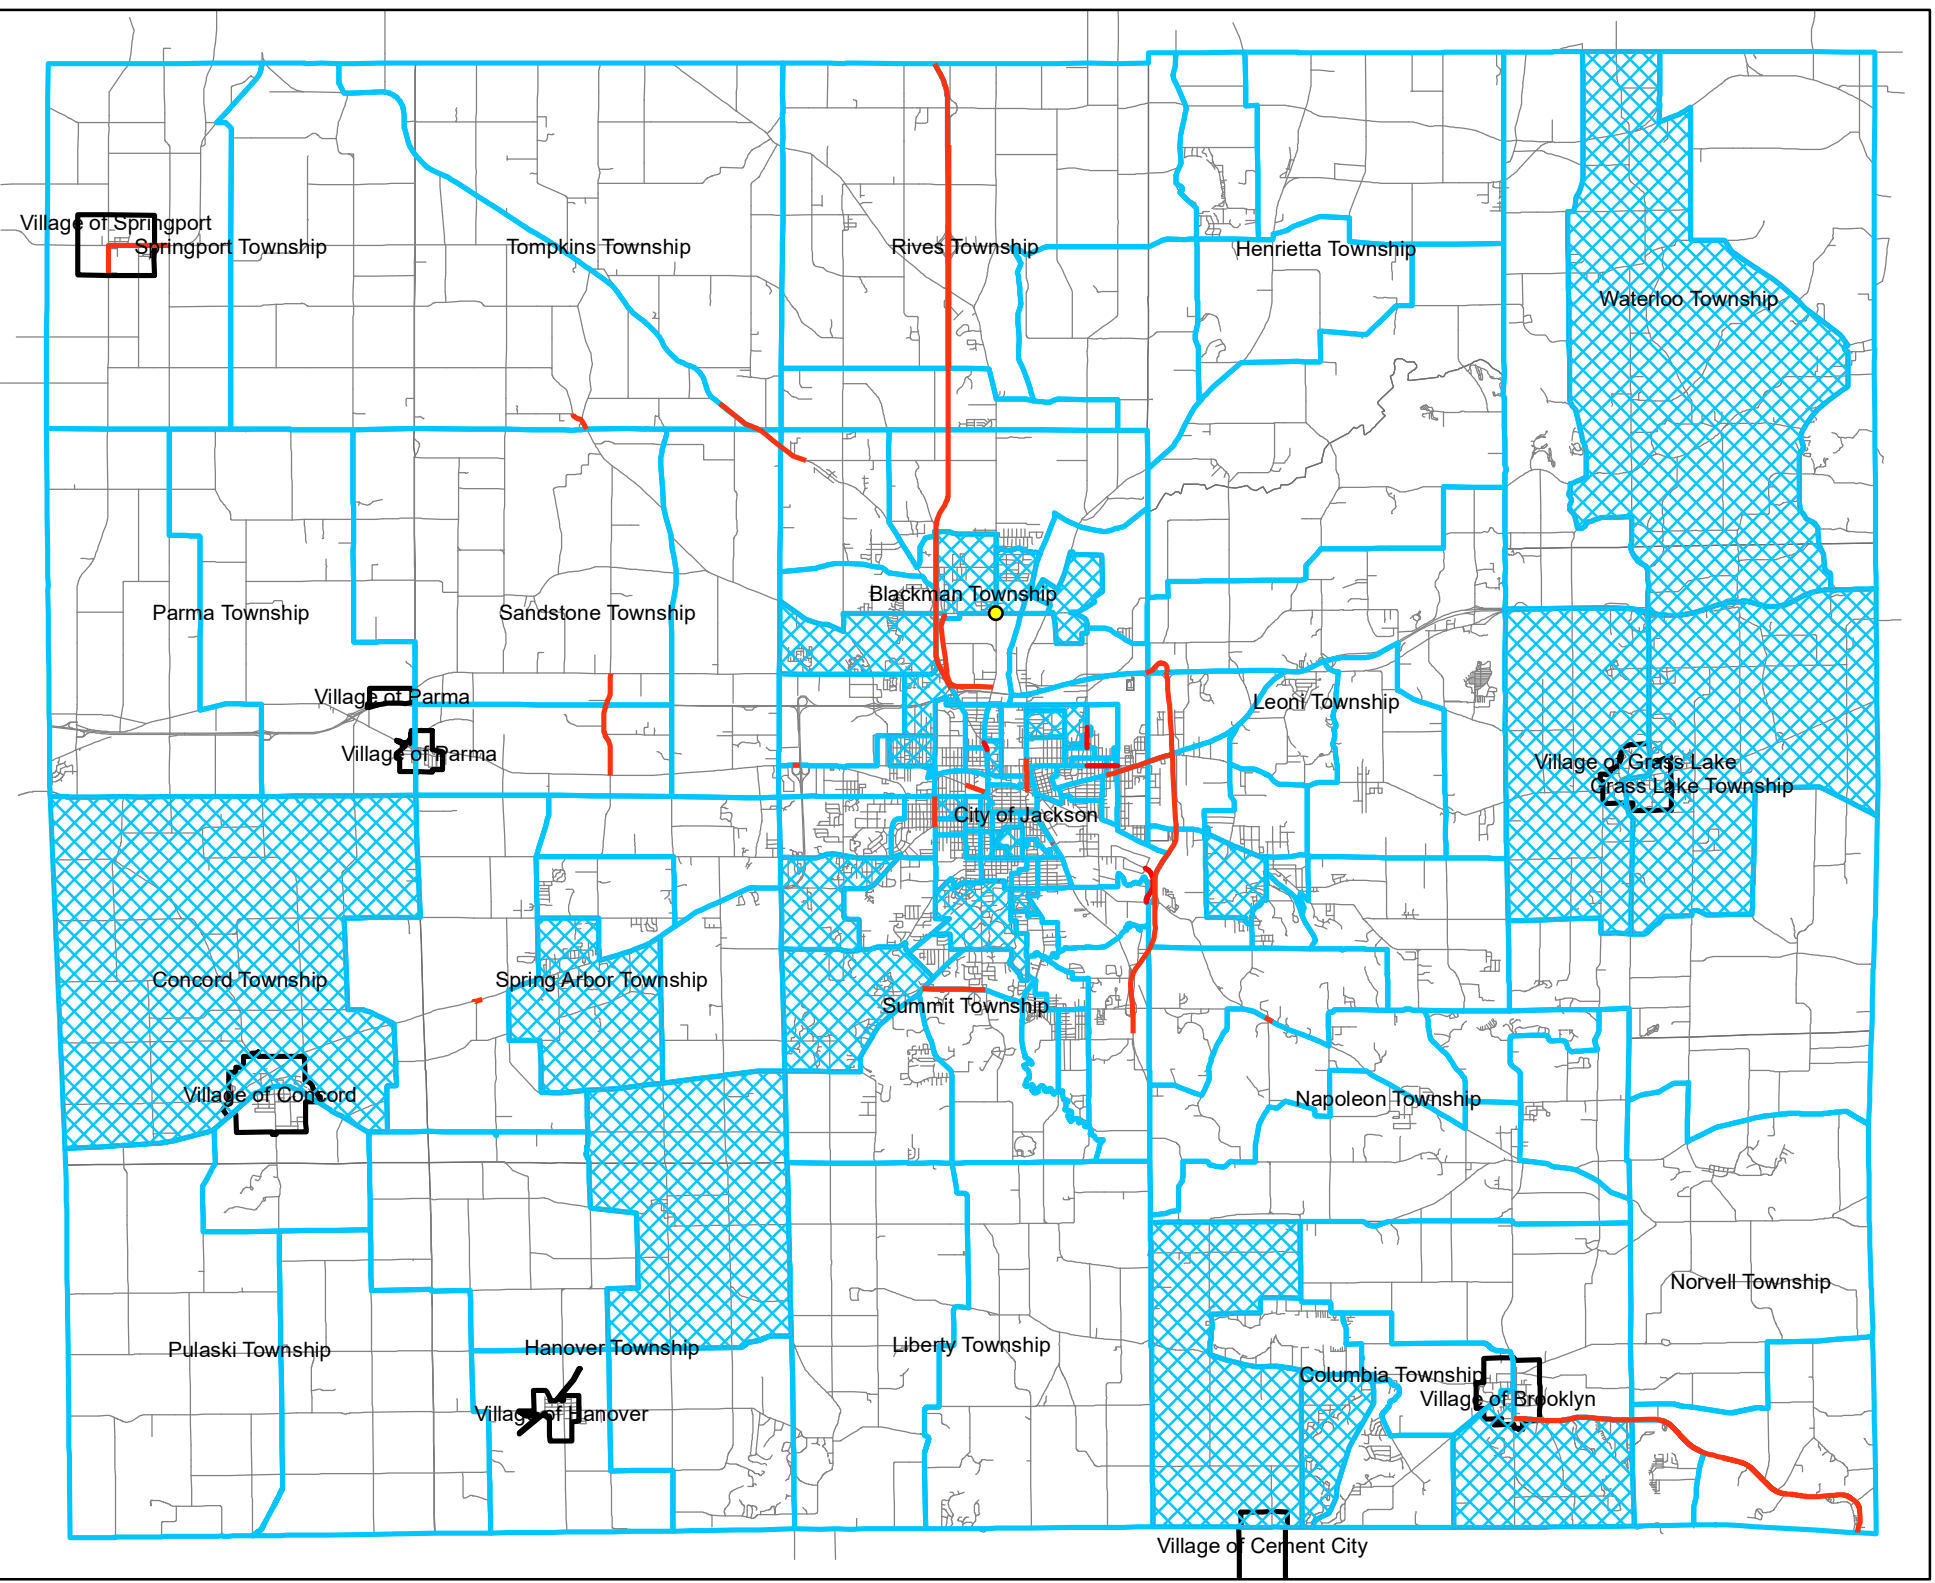 Village of Springport
Springport Township
Tompkins Township
Rives Township
Henrietta Township
Waterloo Township
Blackman Township
Parma Township
Sandstone Township
Village of Parma
Leoni Township
Village of Parma
Village of Grass Lake
Grass Lake Township
City of Jackson
Concord Township
Spring Arbor Township
Summit Township
Village of Concord
Napoleon Township
Norvell Township
Pulaski Township
Hanover Township
Liberty Township
Columbia Township
Village of Brooklyn
Village of Hanover
Village of Cement City